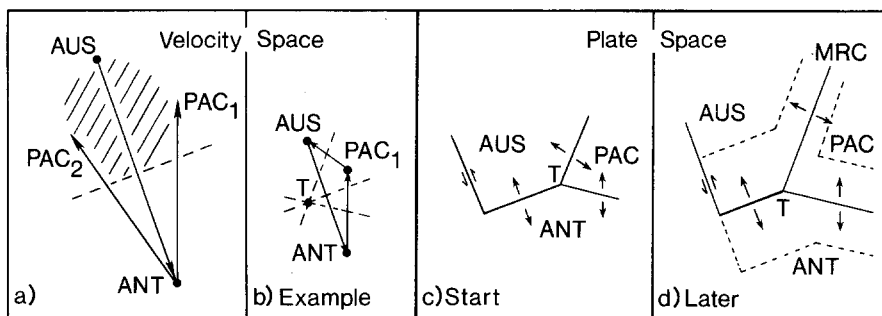 Velocity Space
Plate Space
AUS
PAC₁
PAC₂
ANT
a)
AUS
PAC₁
T
ANT
b) Example
AUS
T
PAC
ANT
c) Start
MRC
AUS
PAC
T
ANT
d) Later